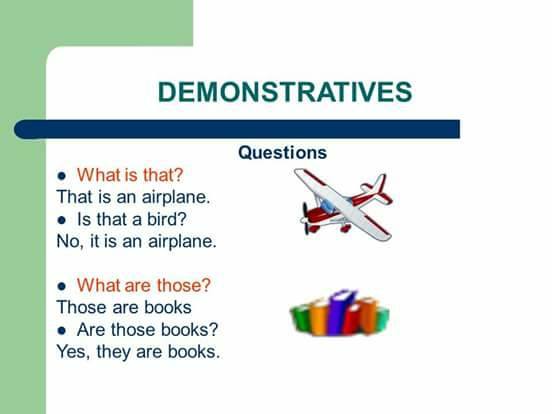 DEMONSTRATIVES
Questions
● What is that?
That is an airplane.
● Is that a bird?
No, it is an airplane.
● What are those?
Those are books
● Are those books?
Yes, they are books.